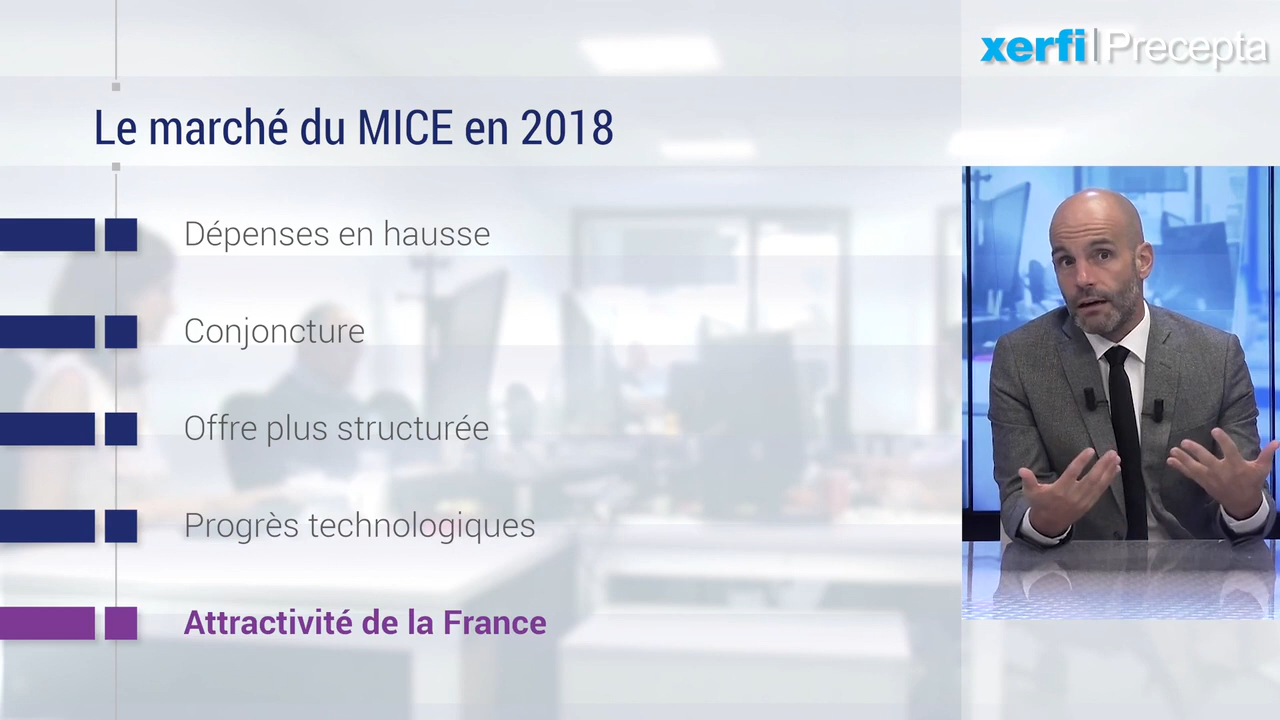 xerfi|Precepta
Le marché du MICE en 2018
Dépenses en hausse
Conjoncture
Offre plus structurée
Progrès technologiques
Attractivité de la France